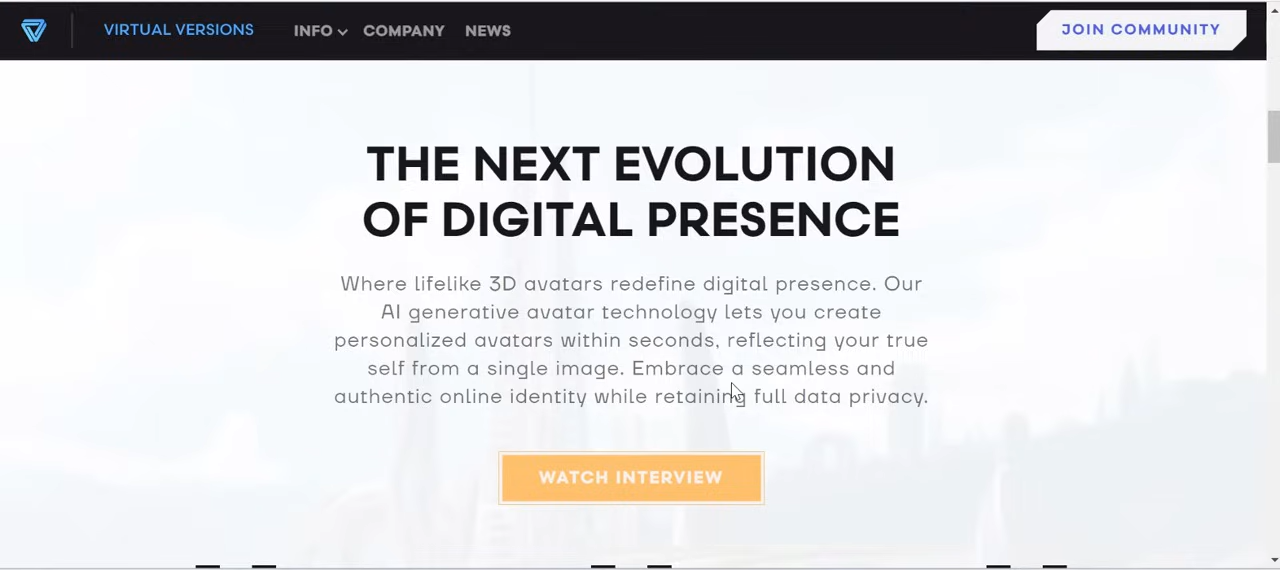 VIRTUAL VERSIONS INFO COMPANY NEWS JOIN COMMUNITY
THE NEXT EVOLUTION
OF DIGITAL PRESENCE
Where lifelike 3D avatars redefine digital presence. Our
AI generative avatar technology lets you create
personalized avatars within seconds, reflecting your true
self from a single image. Embrace a seamless and
authentic online identity while retaining full data privacy.
WATCH INTERVIEW